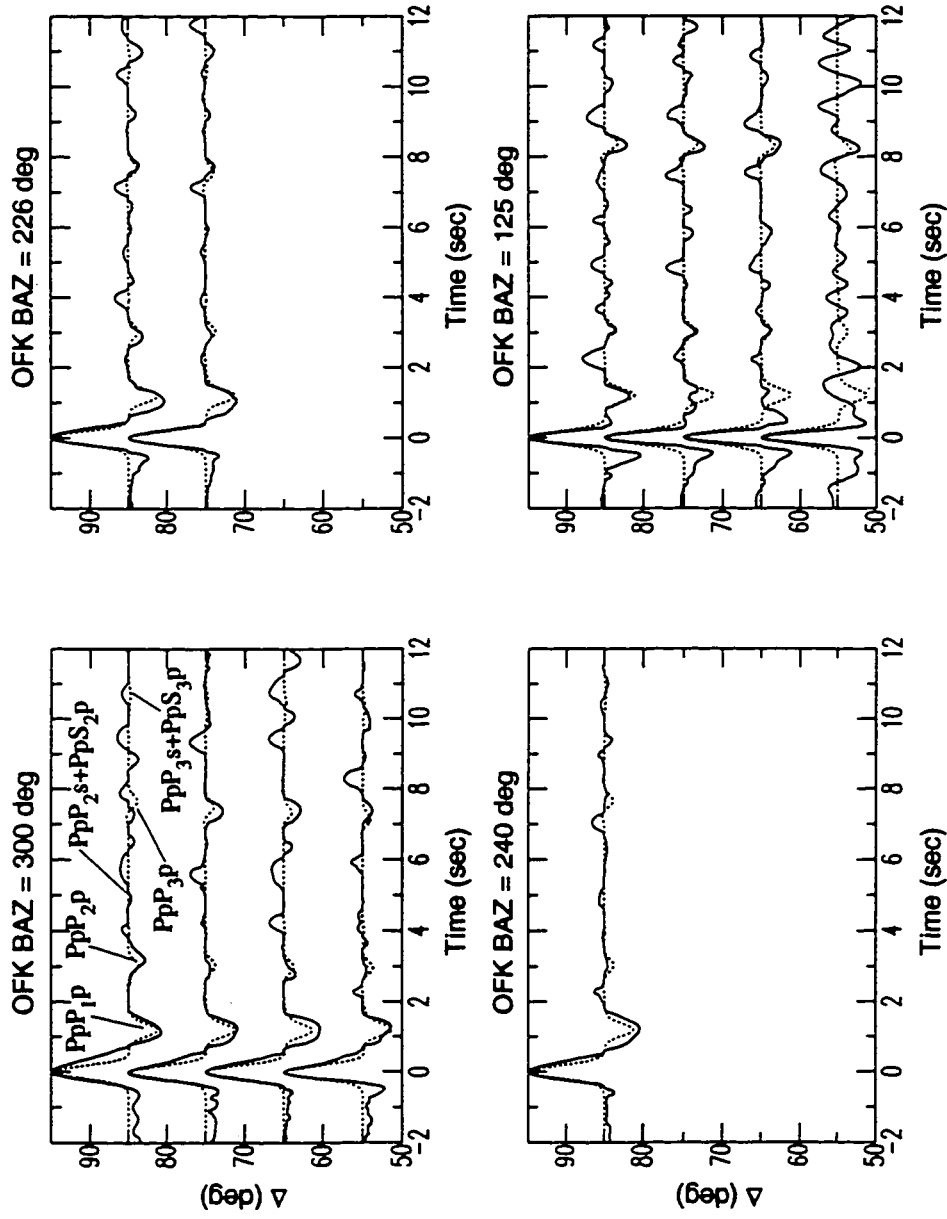 OFK BAZ = 300 deg
PpP₁p
PpP₂p
PpP₂s+PpS₂p
PpP₃p
PpP₃s+PpS₃p
90
80
70
60
50
Δ (deg)
-2 0 2 4 6 8 10 12
Time (sec)
OFK BAZ = 226 deg
90
80
70
60
50
-2 0 2 4 6 8 10 12
Time (sec)
OFK BAZ = 240 deg
90
80
70
60
50
Δ (deg)
-2 0 2 4 6 8 10 12
Time (sec)
OFK BAZ = 125 deg
90
80
70
60
50
-2 0 2 4 6 8 10 12
Time (sec)